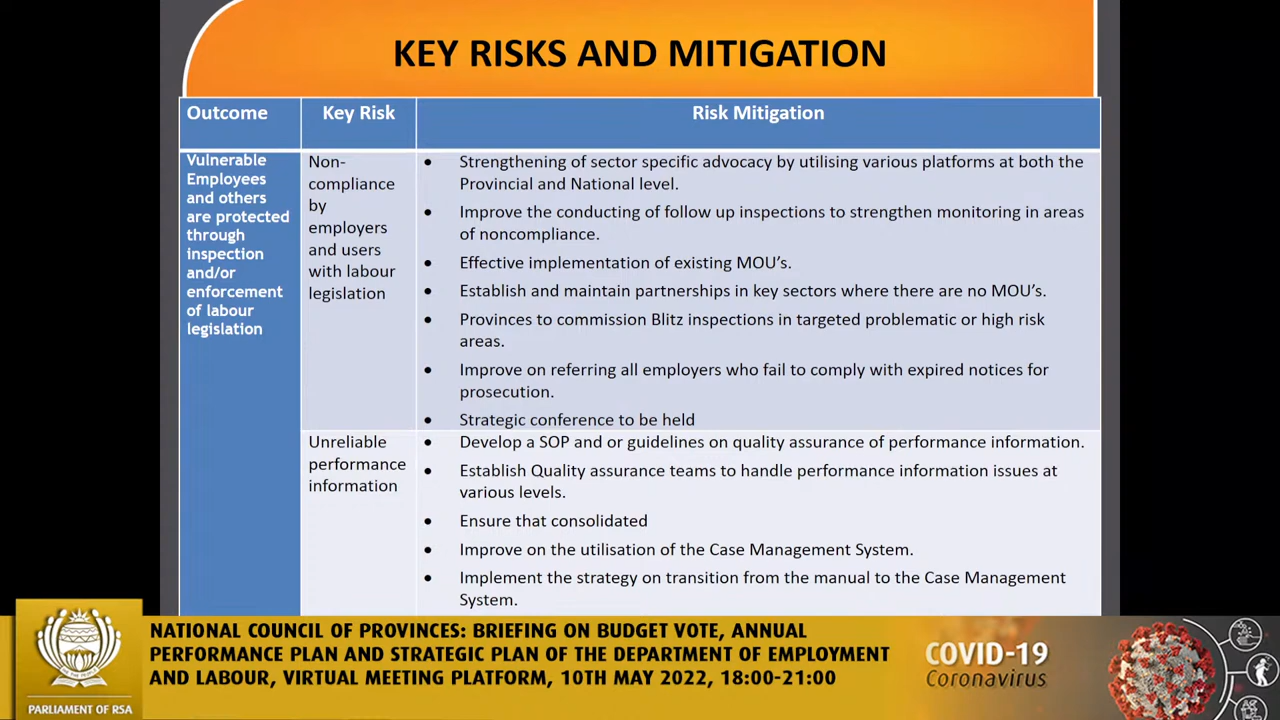 KEY RISKS AND MITIGATION
Outcome
Key Risk
Risk Mitigation
Vulnerable
Employees
and others
are protected
through
inspection
and/or
enforcement
of labour
legislation
Non-
compliance
by
employers
and users
with labour
legislation
• Strengthening of sector specific advocacy by utilising various platforms at both the
Provincial and National level.
• Improve the conducting of follow up inspections to strengthen monitoring in areas
of noncompliance.
• Effective implementation of existing MOU's.
• Establish and maintain partnerships in key sectors where there are no MOU's.
• Provinces to commission Blitz inspections in targeted problematic or high risk
areas.
• Improve on referring all employers who fail to comply with expired notices for
prosecution.
• Strategic conference to be held
Unreliable
performance
information
• Develop a SOP and or guidelines on quality assurance of performance information.
• Establish Quality assurance teams to handle performance information issues at
various levels.
• Ensure that consolidated
• Improve on the utilisation of the Case Management System.
• Implement the strategy on transition from the manual to the Case Management
System.
PARLIAMENT OF RSA
NATIONAL COUNCIL OF PROVINCES: BRIEFING ON BUDGET VOTE, ANNUAL
PERFORMANCE PLAN AND STRATEGIC PLAN OF THE DEPARTMENT OF EMPLOYMENT
AND LABOUR, VIRTUAL MEETING PLATFORM, 10TH MAY 2022, 18:00-21:00
COVID-19
Coronavirus